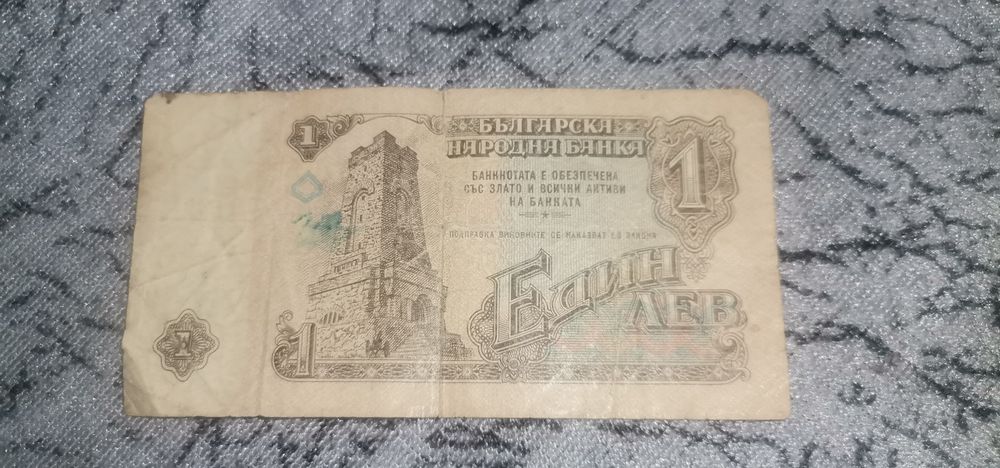 1
БЪЛГАРСКА
НАРОДНА БАНКА
1
БАНКНОТАТА Е ОБЕЗПЕЧЕНА
СЪС ЗЛАТО И ВСИЧКИ АКТИВИ
НА БАНКАТА
ПОДПРАВКА ВИНОВНИТЕ СЕ НАКАЗВАТ ПО ЗАКОНА
ЕДИН
ЛЕВ
1
1